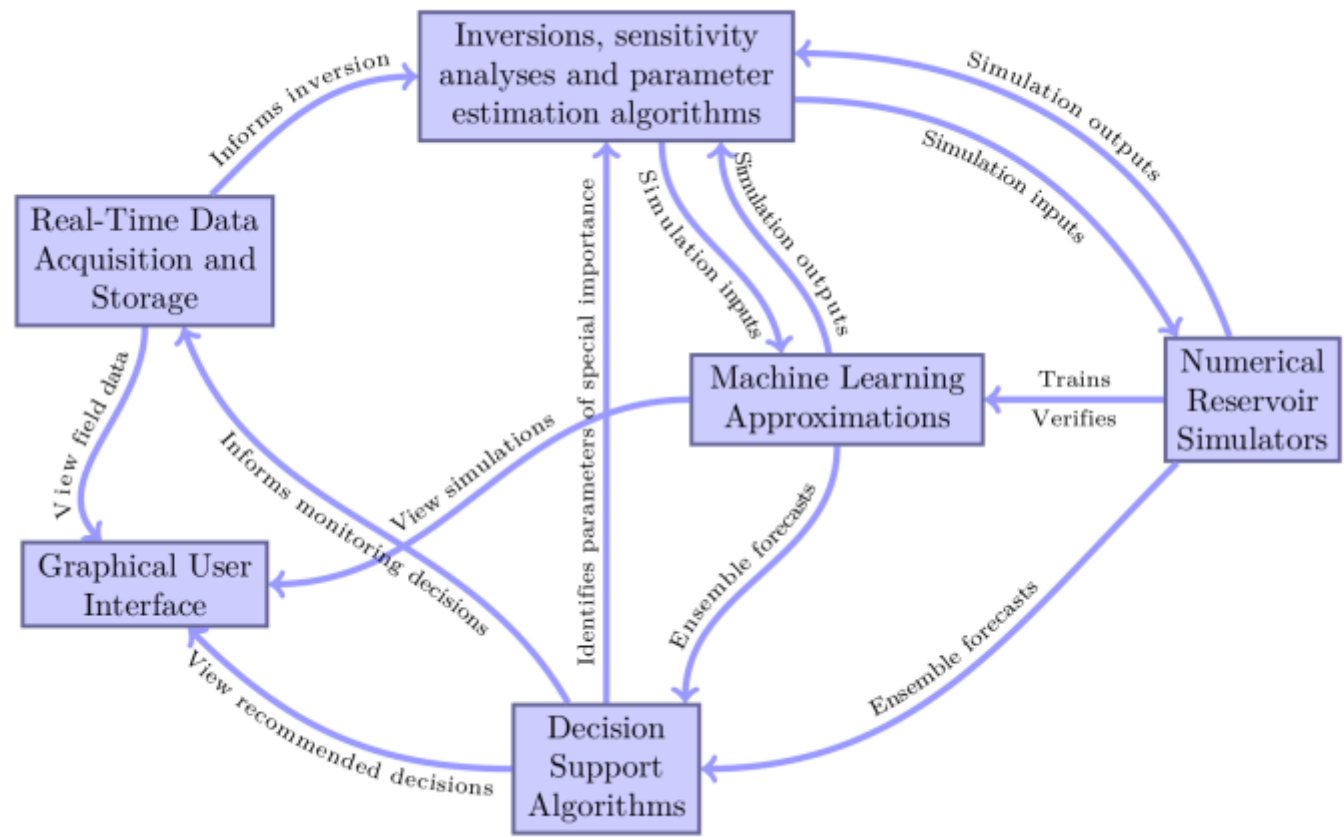 Inversions, sensitivity
analyses and parameter
estimation algorithms
Informs inversion
Simulation outputs
Simulation inputs
Simulation inputs
Simulation outputs
Identifies parameters of special importance
Real-Time Data
Acquisition and
Storage
Machine Learning
Approximations
Trains
Verifies
Numerical
Reservoir
Simulators
View field data
Informs monitoring decisions
View simulations
Ensemble forecasts
Ensemble forecasts
Graphical User
Interface
View recommended decisions
Decision
Support
Algorithms